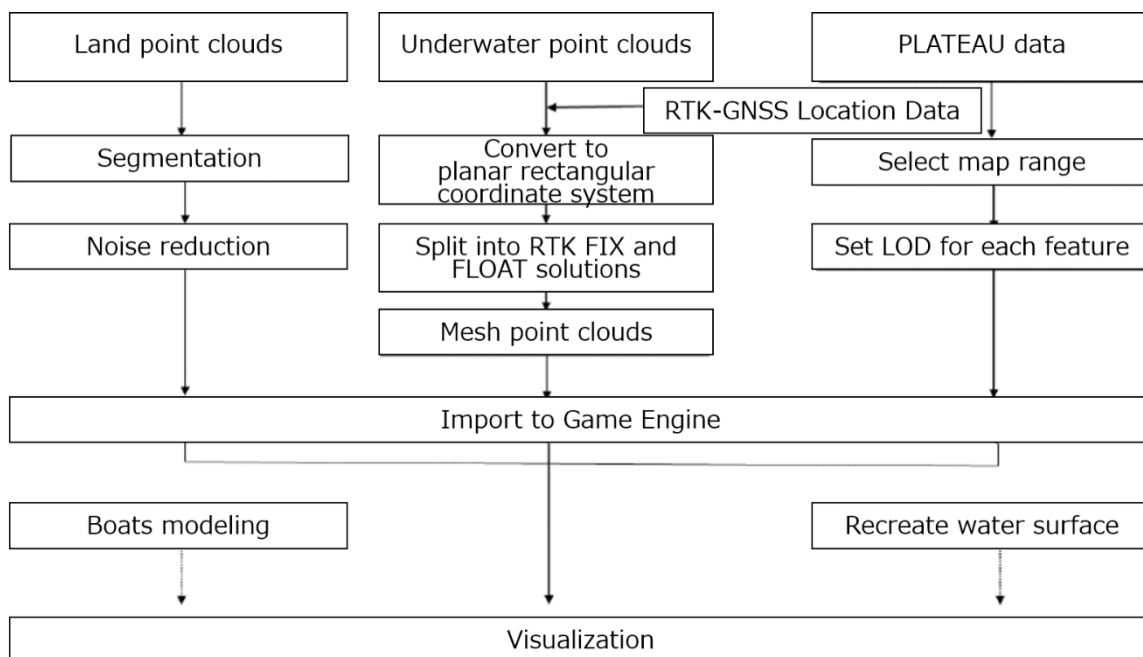 Land point clouds
Underwater point clouds
PLATEAU data
RTK-GNSS Location Data
Segmentation
Convert to
planar rectangular
coordinate system
Select map range
Noise reduction
Split into RTK FIX and
FLOAT solutions
Set LOD for each feature
Mesh point clouds
Import to Game Engine
Boats modeling
Recreate water surface
Visualization